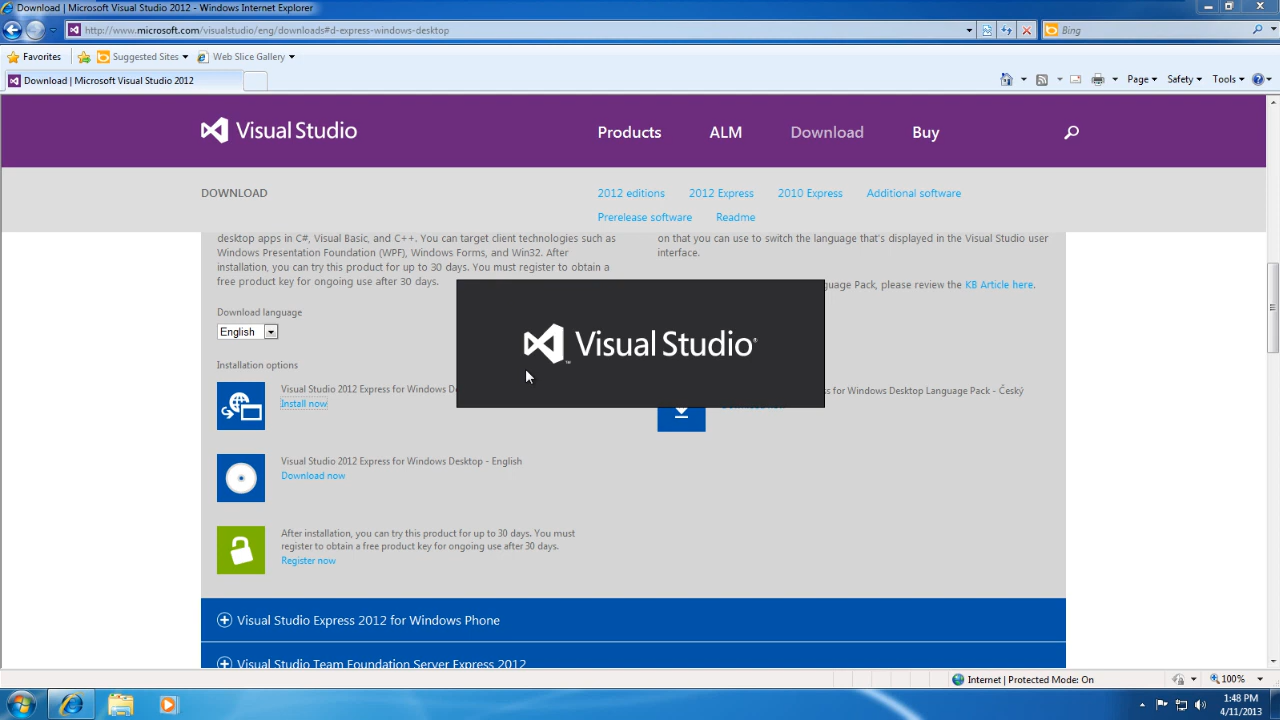 Download | Microsoft Visual Studio 2012 - Windows Internet Explorer
http://www.microsoft.com/visualstudio/eng/downloads#d-express-windows-desktop
Bing
Favorites
Suggested Sites
Web Slice Gallery
Download | Microsoft Visual Studio 2012
Page
Safety
Tools
Visual Studio
Products
ALM
Download
Buy
DOWNLOAD
2012 editions
2012 Express
2010 Express
Additional software
Prerelease software
Readme
desktop apps in C#, Visual Basic, and C++. You can target client technologies such as
Windows Presentation Foundation (WPF), Windows Forms, and Win32. After
installation, you can try this product for up to 30 days. You must register to obtain a
free product key for ongoing use after 30 days.
on that you can use to switch the language that's displayed in the Visual Studio user
interface.
Pack, please review the KB Article here.
Download language
English
Installation options
Visual Studio 2012 Express for Windows
Install now
Visual Studio®
for Windows Desktop Language Pack - Český
Visual Studio 2012 Express for Windows Desktop - English
Download now
After installation, you can try this product for up to 30 days. You must
register to obtain a free product key for ongoing use after 30 days.
Register now
Visual Studio Express 2012 for Windows Phone
Visual Studio Team Foundation Server Express 2012
Internet | Protected Mode: On
100%
1:48 PM
4/11/2013